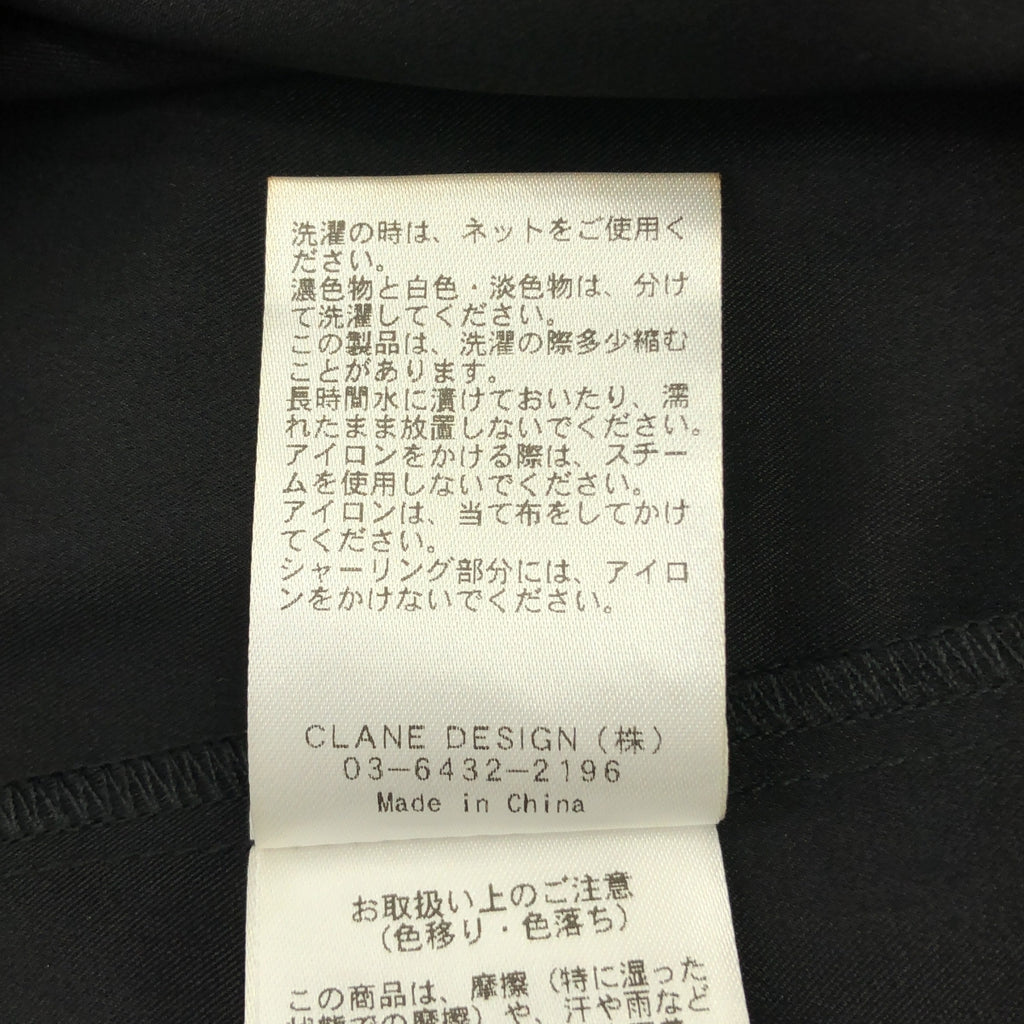 洗濯の時は、ネットをご使用く
ださい。
濃色物と白色・淡色物は、分け
て洗濯してください。
この製品は、洗濯の際多少縮む
ことがあります。
長時間水に漬けておいたり、濡
れたまま放置しないでください。
アイロンをかける際は、スチー
ムを使用しないでください。
アイロンは、当て布をしてかけ
てください。
シャーリング部分には、アイロ
ンをかけないでください。
CLANE DESIGN（株）
03-6432-2196
Made in China
お取扱い上のご注意
（色移り・色落ち）
この商品は、摩擦（特に湿った
状態での摩擦）や、汗や雨など